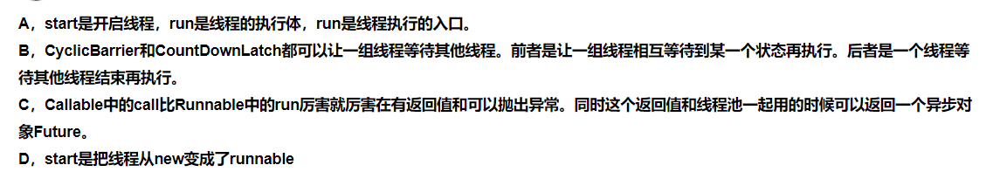 A，start是开启线程，run是线程的执行体，run是线程执行的入口。
B，CyclicBarrier和CountDownLatch都可以让一组线程等待其他线程。前者是让一组线程相互等待到某一个状态再执行。后者是一个线程等
待其他线程结束再执行。
C，Callable中的call比Runnable中的run厉害就厉害在有返回值和可以抛出异常。同时这个返回值和线程池一起用的时候可以返回一个异步对
象Future。
D，start是把线程从new变成了runnable